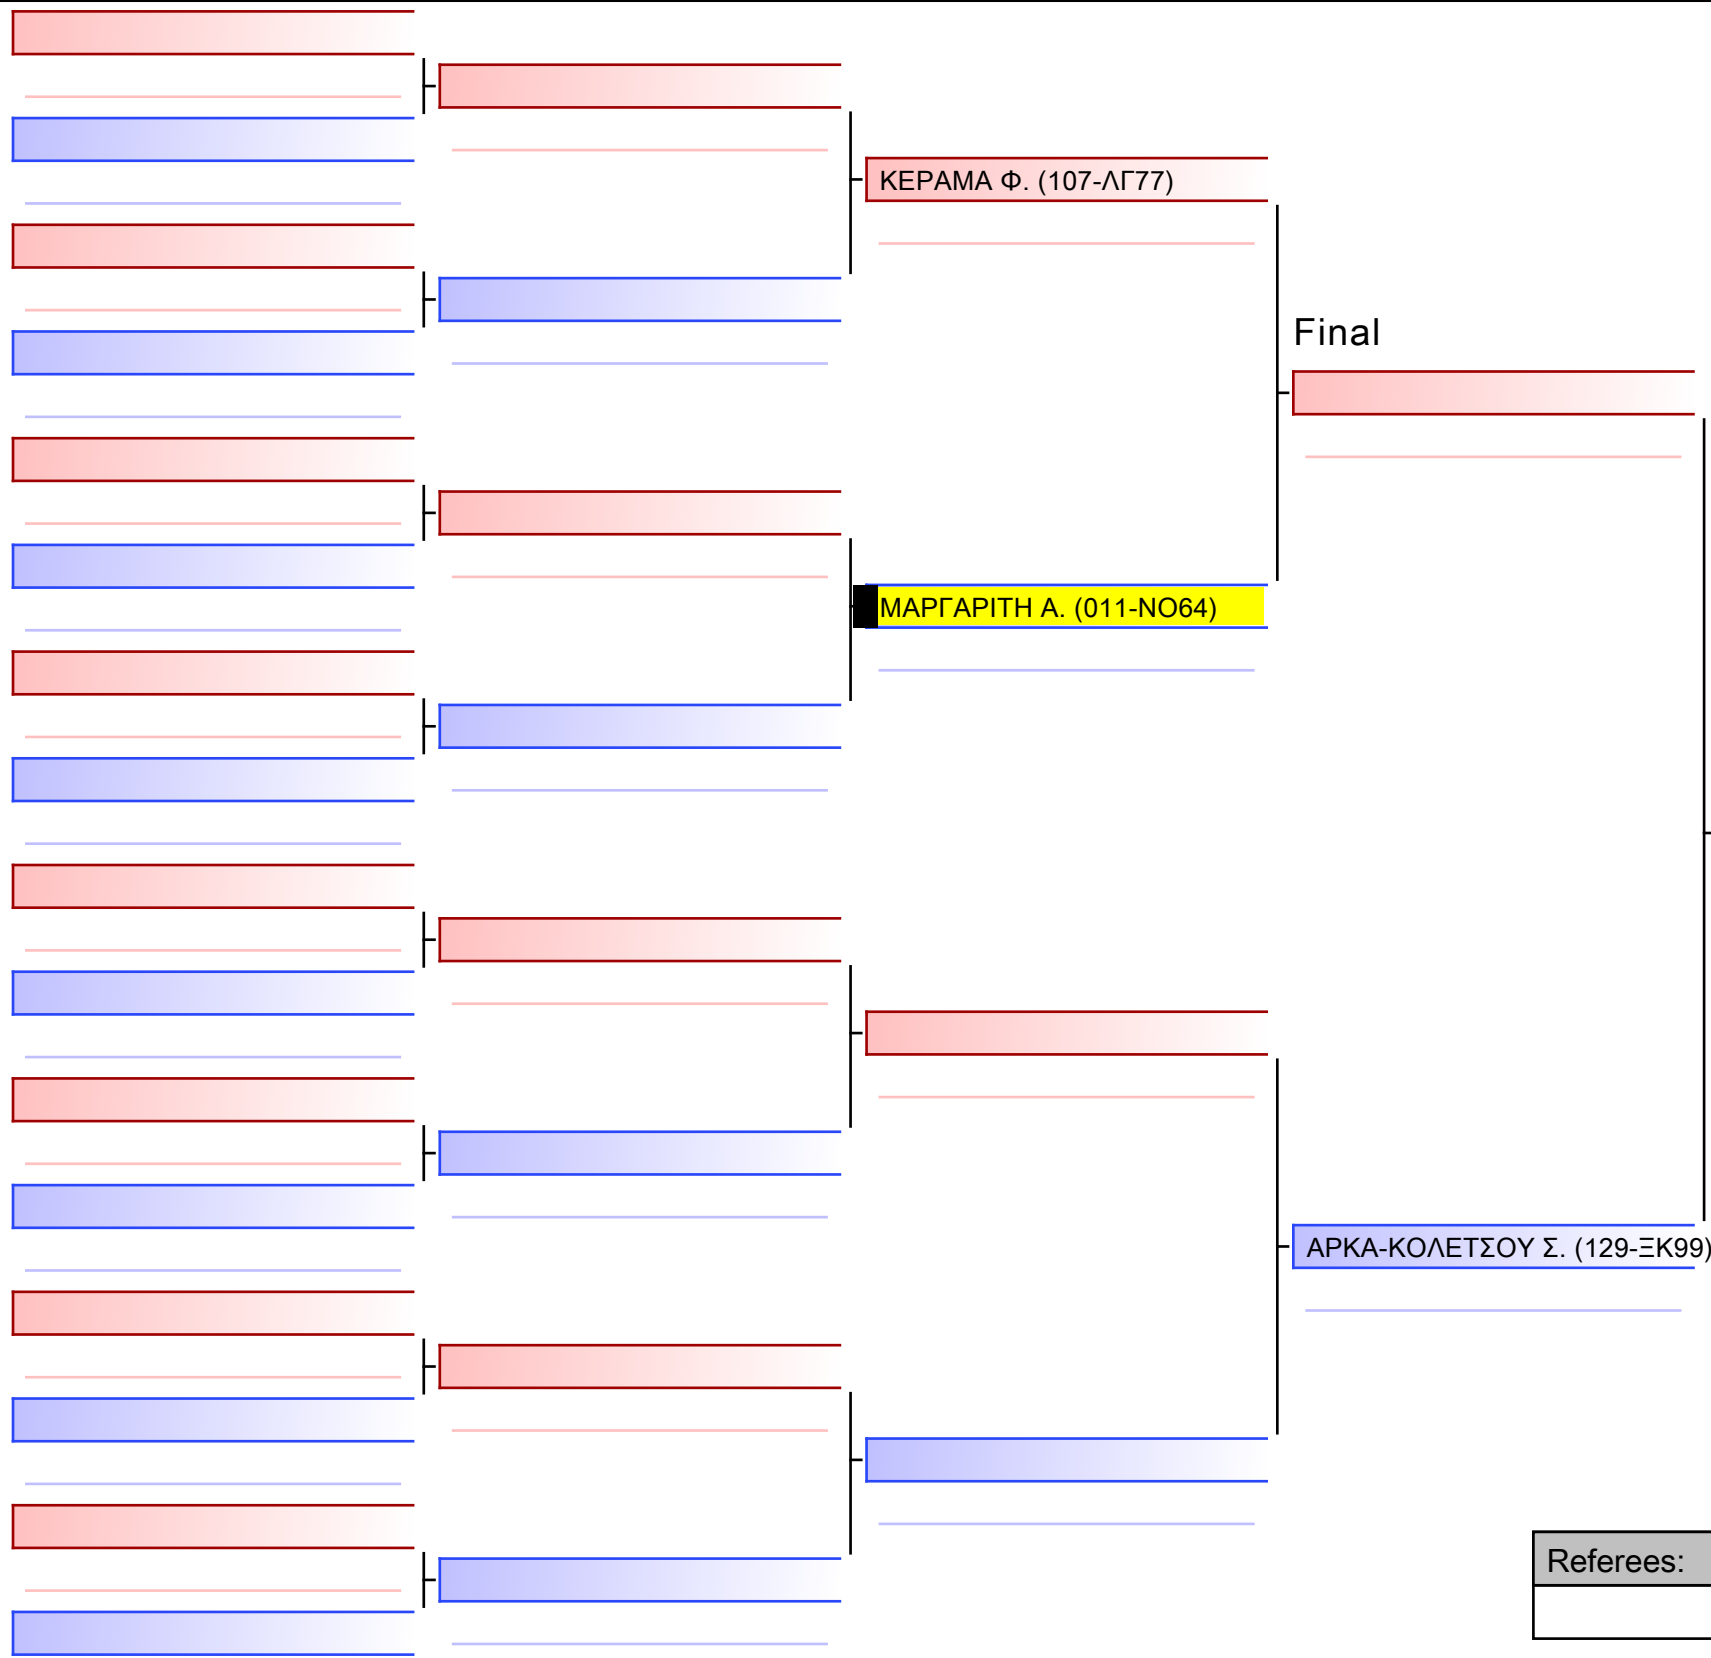 ΚΕΡΑΜΑ Φ. (107-ΛΓ77)
Final
ΜΑΡΓΑΡΙΤΗ Α. (011-ΝΟ64)
ΑΡΚΑ-ΚΟΛΕΤΣΟΥ Σ. (129-ΞΚ99)
Referees: